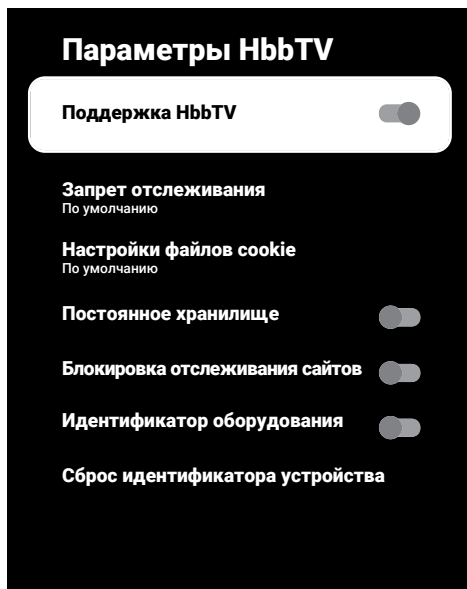 Параметры HbbTV
Поддержка HbbTV
Запрет отслеживания
По умолчанию
Настройки файлов cookie
По умолчанию
Постоянное хранилище
Блокировка отслеживания сайтов
Идентификатор оборудования
Сброс идентификатора устройства